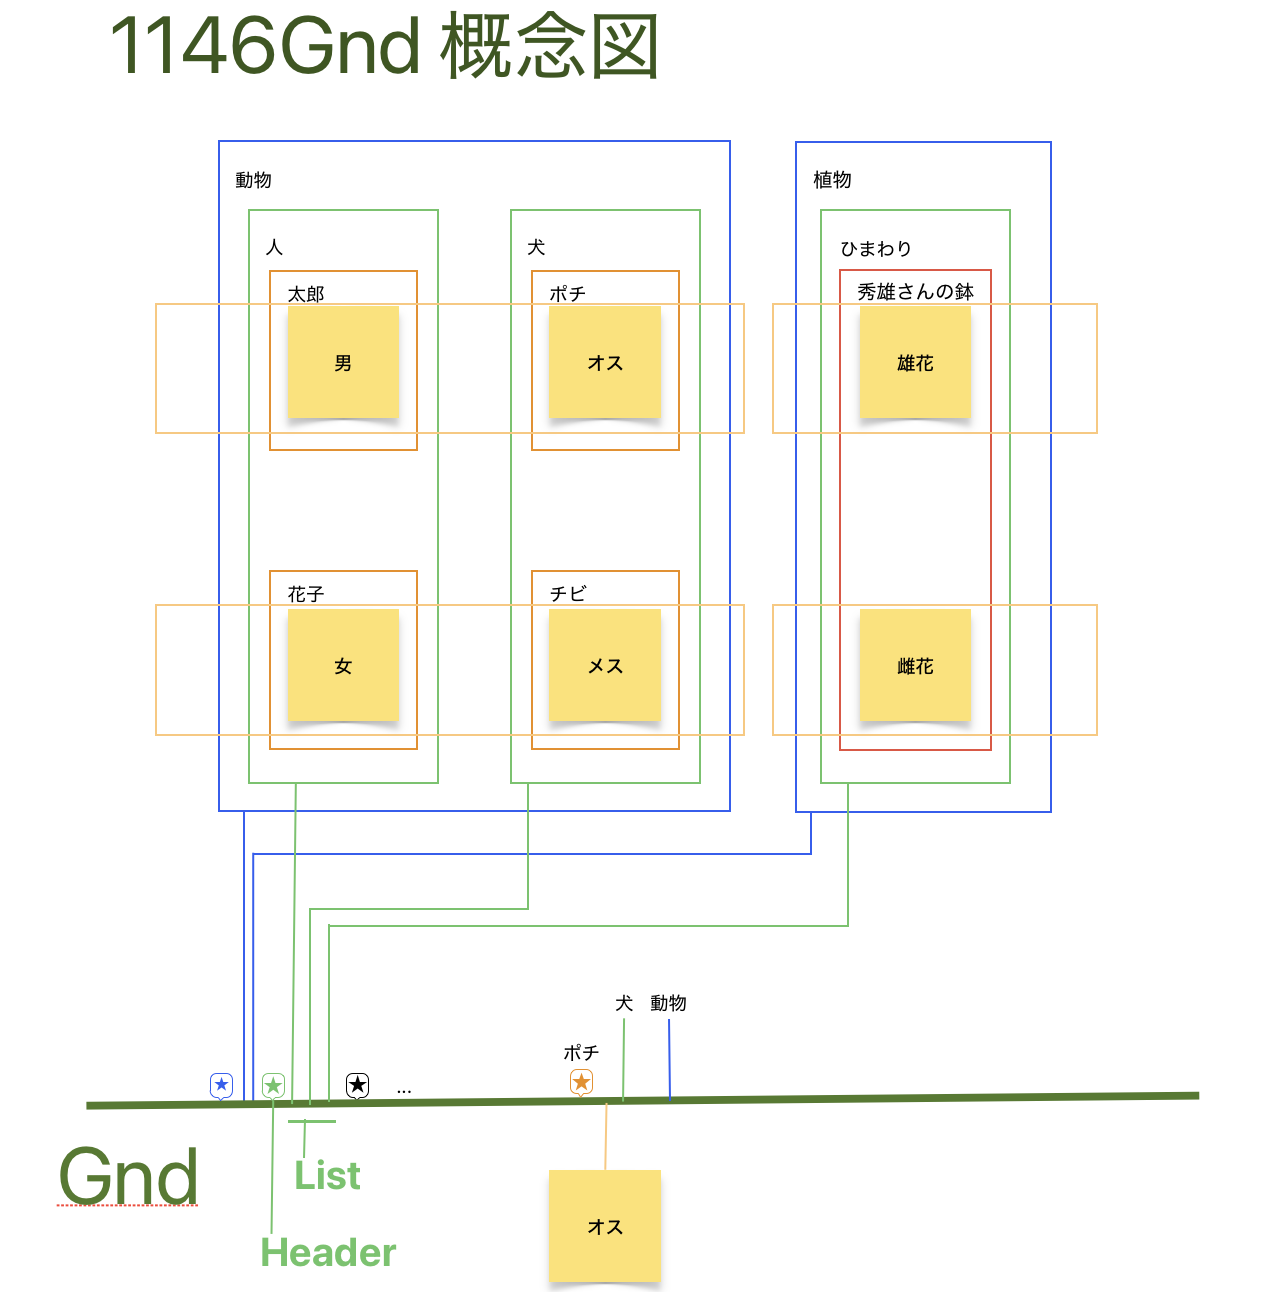 1146Gnd 概念図
動物
植物
人
犬
ひまわり
太郎
ポチ
秀雄さんの鉢
男
オス
雄花
花子
チビ
女
メス
雌花
犬
動物
ポチ
...
Gnd
List
Header
オス